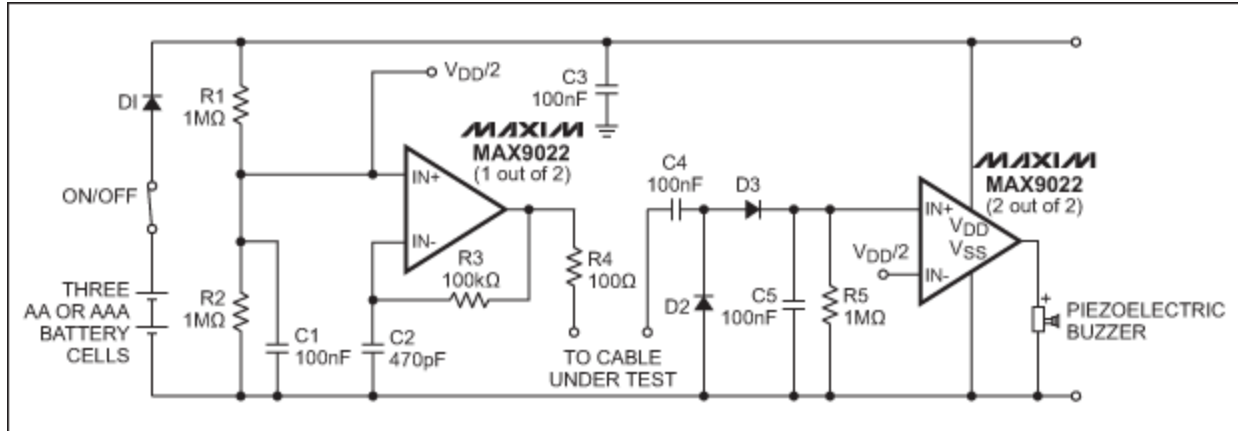 DI
ON/OFF
THREE
AA OR AAA
BATTERY
CELLS
R1
1MΩ
R2
1MΩ
C1
100nF
VDD/2
MAXIM
MAX9022
(1 out of 2)
IN+
IN-
R3
100kΩ
C2
470pF
C3
100nF
R4
100Ω
TO CABLE
UNDER TEST
C4
100nF
D3
D2
C5
100nF
R5
1MΩ
MAXIM
MAX9022
(2 out of 2)
IN+
VDD
VSS
VDD/2
IN-
+
PIEZOELECTRIC
BUZZER